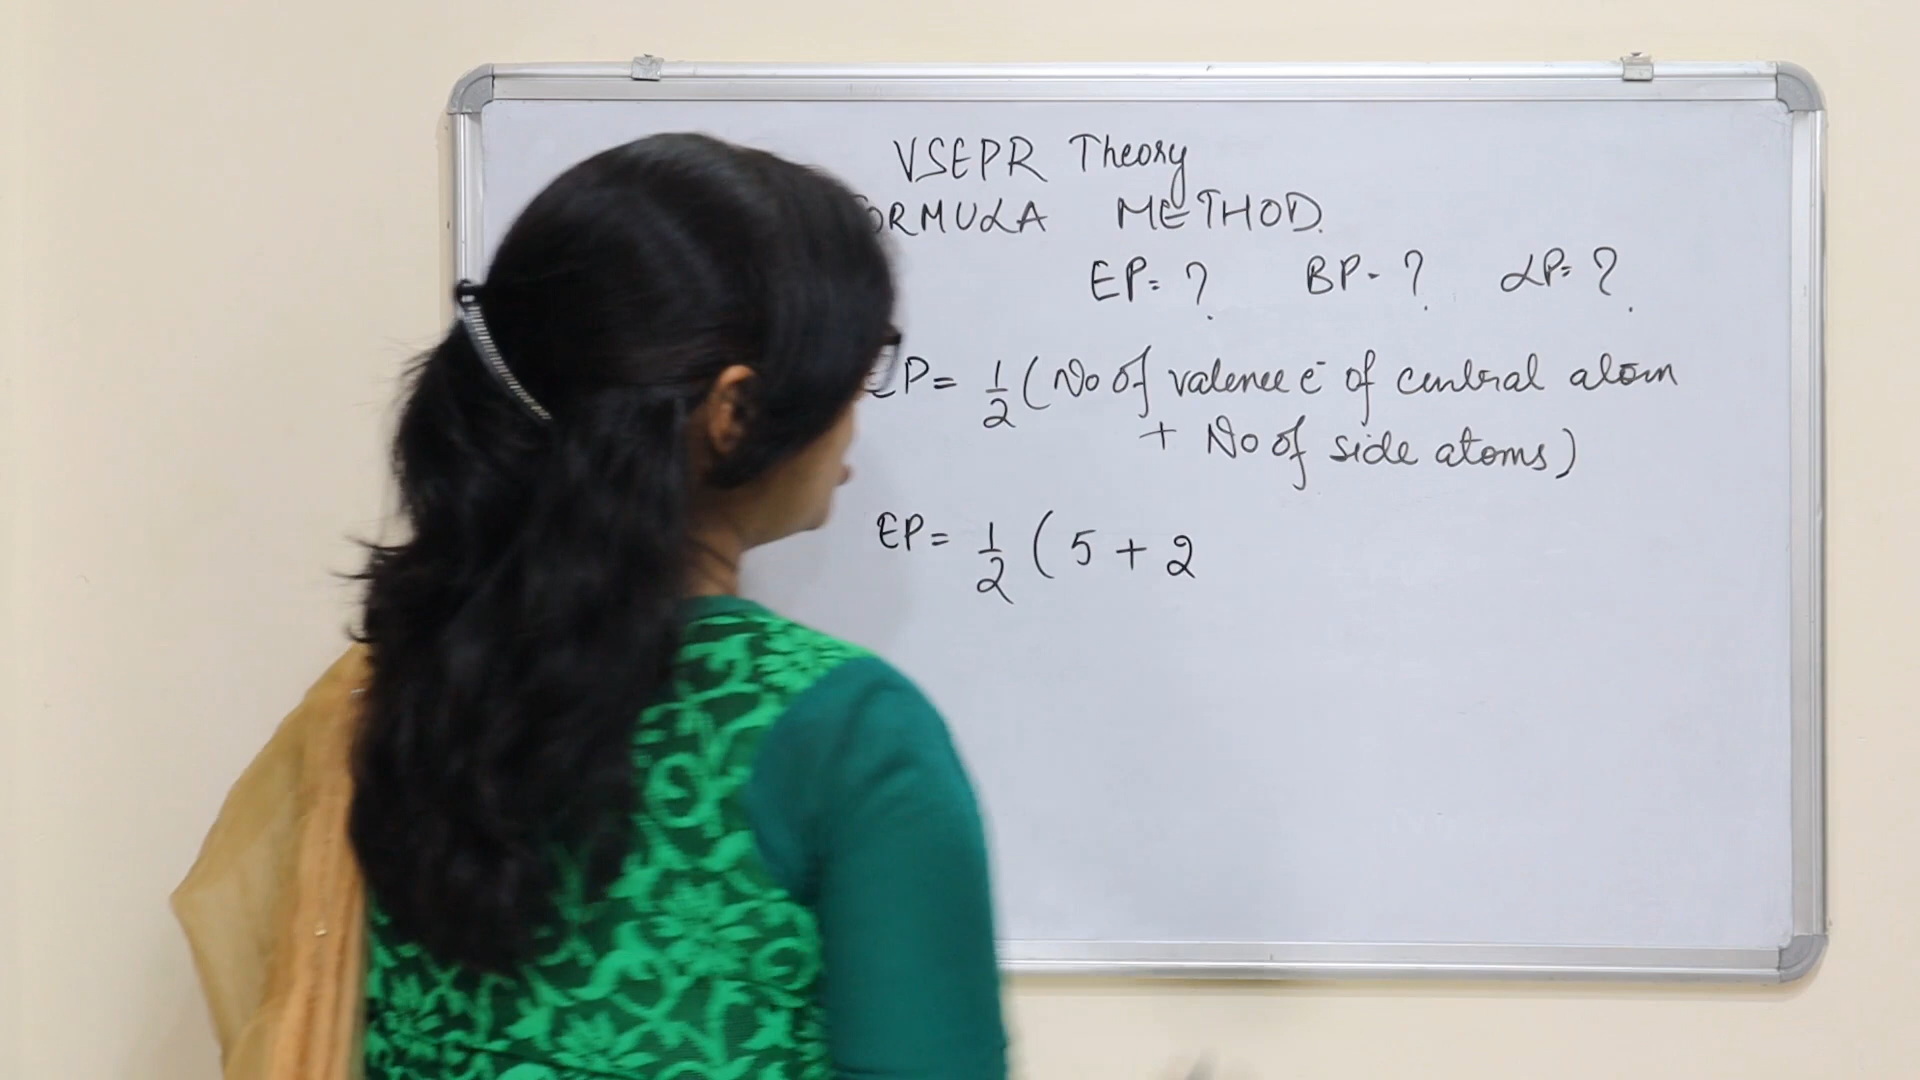 VSEPR Theory
ORMULA METHOD.
EP = ? BP - ? LP = ?
EP = 1/2 (No of valence e⁻ of central atom
+ No of side atoms)
EP = 1/2 ( 5 + 2